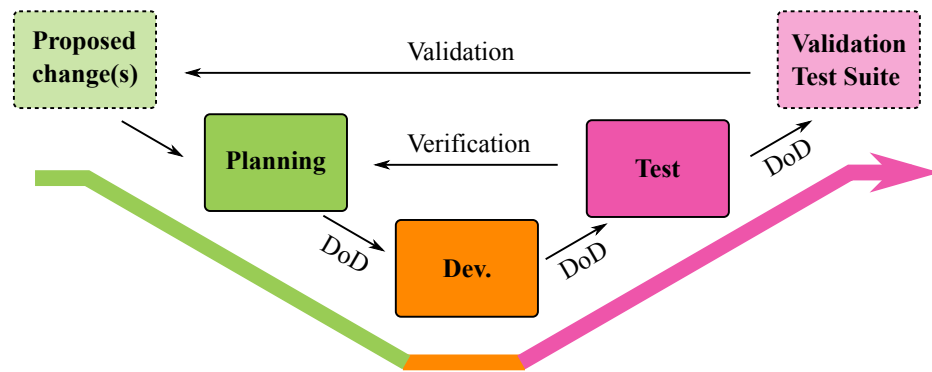 Proposed
change(s)
Validation
Validation
Test Suite
Planning
Verification
Test
DoD
DoD
Dev.
DoD